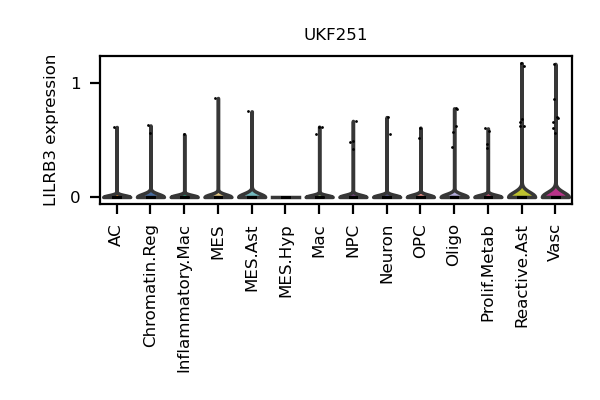 UKF251
LILRB3 expression
1
0
AC
Chromatin.Reg
Inflammatory.Mac
MES
MES.Ast
MES.Hyp
Mac
NPC
Neuron
OPC
Oligo
Prolif.Metab
Reactive.Ast
Vasc